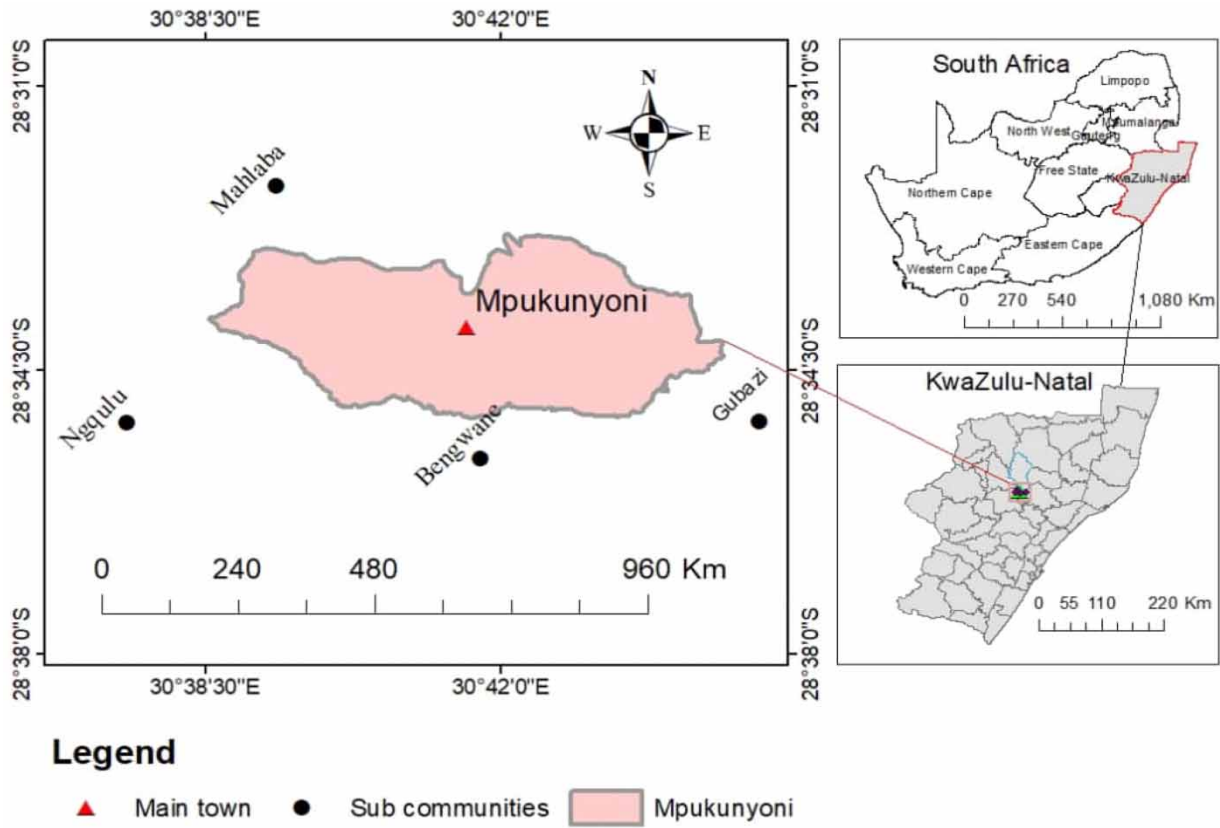 30°38'30"E 30°42'0"E
28°31'0"S
28°34'30"S
28°38'0"S
N
W E
S
Mahlaba
Mpukunyoni
Ngqulu
Bengwane
Gubazi
0 240 480 960 Km
28°31'0"S
28°34'30"S
28°38'0"S
30°38'30"E 30°42'0"E
South Africa
Limpopo
North West
Gauteng
Free State
KwaZulu-Natal
Northern Cape
Eastern Cape
Western Cape
0 270 540 1,080 Km
KwaZulu-Natal
0 55 110 220 Km
Legend
Main town Sub communities Mpukunyoni